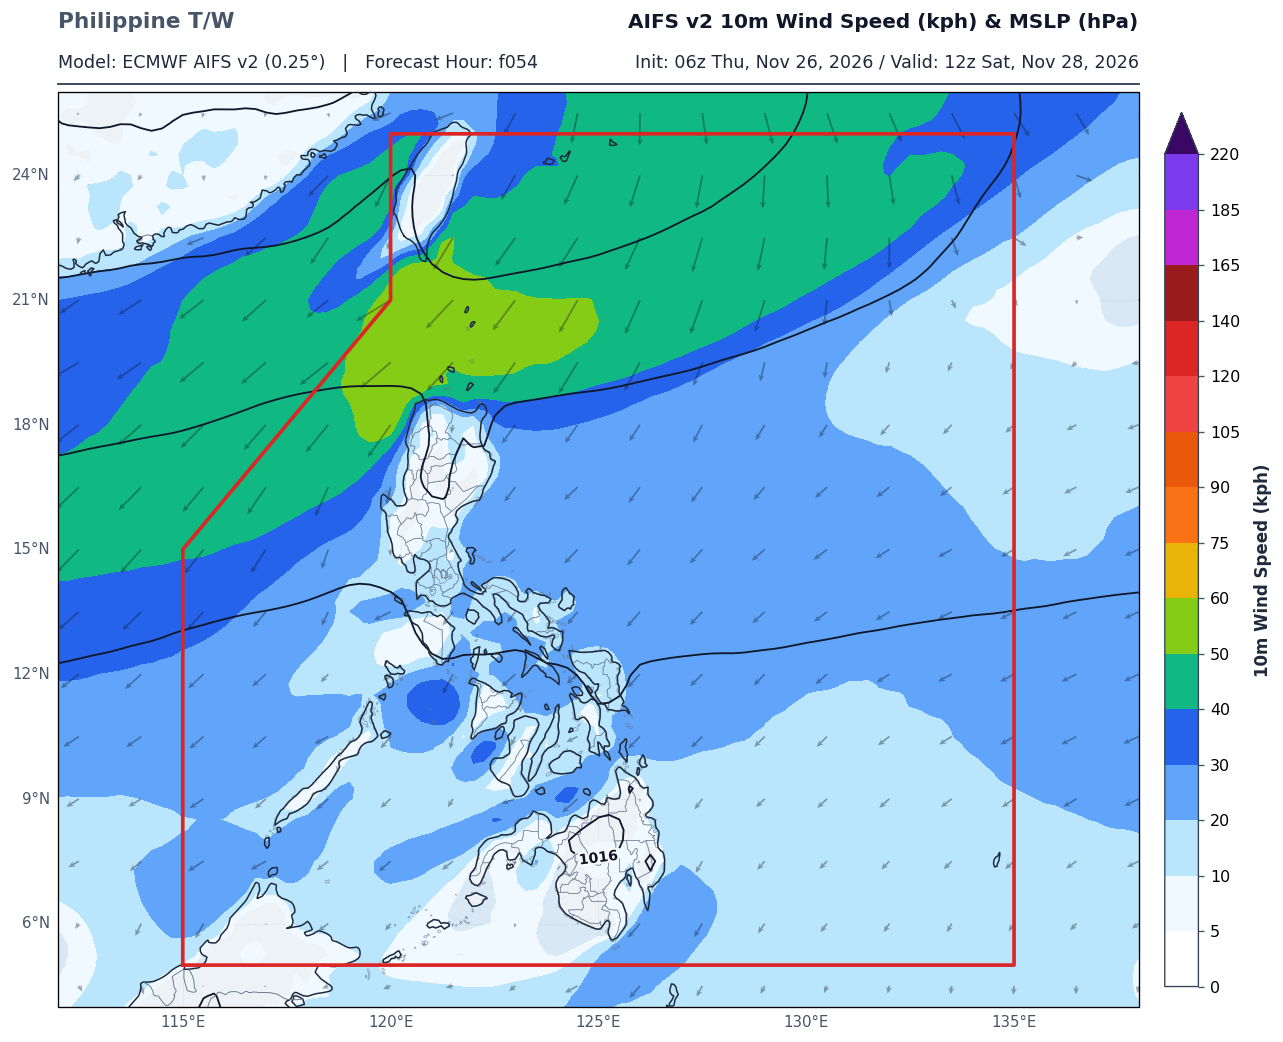 Philippine T/W
AIFS v2 10m Wind Speed (kph) & MSLP (hPa)
Model: ECMWF AIFS v2 (0.25°) | Forecast Hour: f054
Init: 06z Thu, Nov 26, 2026 / Valid: 12z Sat, Nov 28, 2026
24°N
21°N
18°N
15°N
12°N
9°N
6°N
115°E
120°E
125°E
130°E
135°E
1016
220
185
165
140
120
105
90
75
60
50
40
30
20
10
5
0
10m Wind Speed (kph)